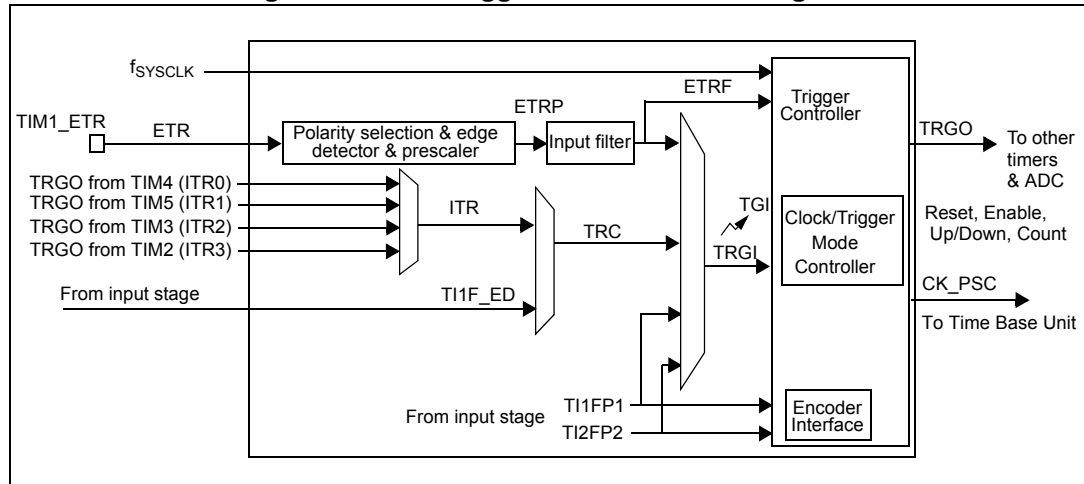 fSYSCLK
TIM1_ETR
ETR
Polarity selection & edge
detector & prescaler
ETRP
Input filter
ETRF
Trigger
Controller
TRGO
To other
timers
& ADC
TRGO from TIM4 (ITR0)
TRGO from TIM5 (ITR1)
TRGO from TIM3 (ITR2)
TRGO from TIM2 (ITR3)
ITR
TRC
TGI
TRGI
Clock/Trigger
Mode
Controller
Reset, Enable,
Up/Down, Count
From input stage
TI1F_ED
CK_PSC
To Time Base Unit
From input stage
TI1FP1
TI2FP2
Encoder
Interface